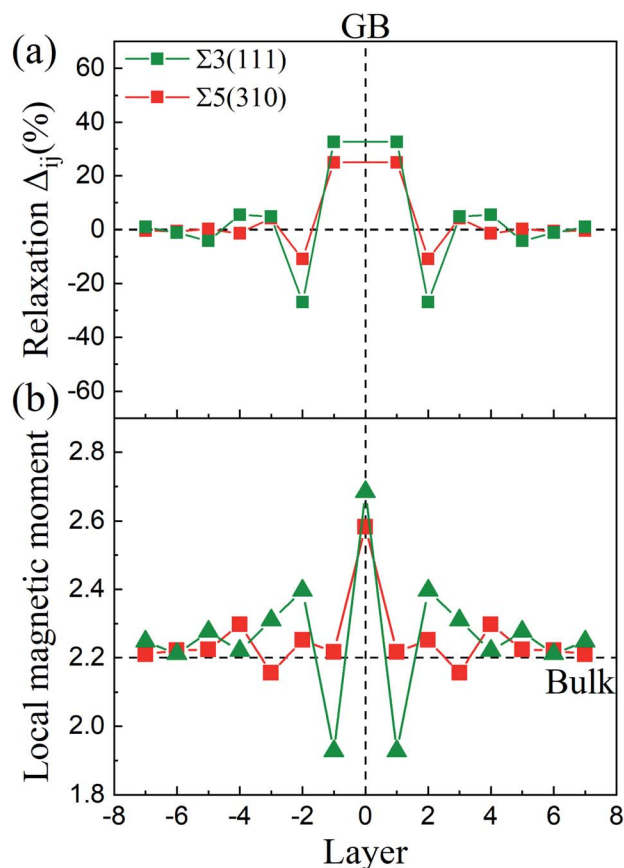 GB
(a)
60
Σ3(111)
Σ5(310)
40
20
0
-20
-40
-60
Relaxation Δij(%)
(b)
2.8
2.6
2.4
2.2
2.0
1.8
Local magnetic moment
Bulk
-8 -6 -4 -2 0 2 4 6 8
Layer